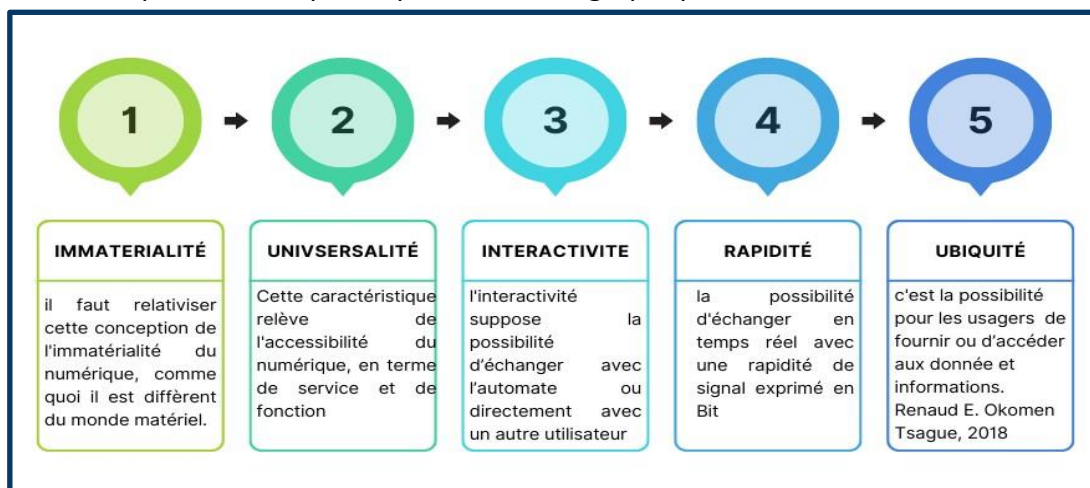 1
2
3
4
5
IMMATERIALITÉ
il faut relativiser
cette conception de
l'immatérialité du
numérique, comme
quoi il est diffèrent
du monde matériel.
UNIVSERSALITÉ
Cette caractéristique
relève de
l'accessibilité du
numérique, en terme
de service et de
fonction
INTERACTIVITE
l'interactivité
suppose la
possibilité
d'échanger avec
l'automate ou
directement avec
un autre utilisateur
RAPIDITÉ
la possibilité
d'échanger en
temps réel avec
une rapidité de
signal exprimé en
Bit
UBIQUITÉ
c'est la possibilité
pour les usagers de
fournir ou d'accéder
aux donnée et
informations.
Renaud E. Okomen
Tsague, 2018